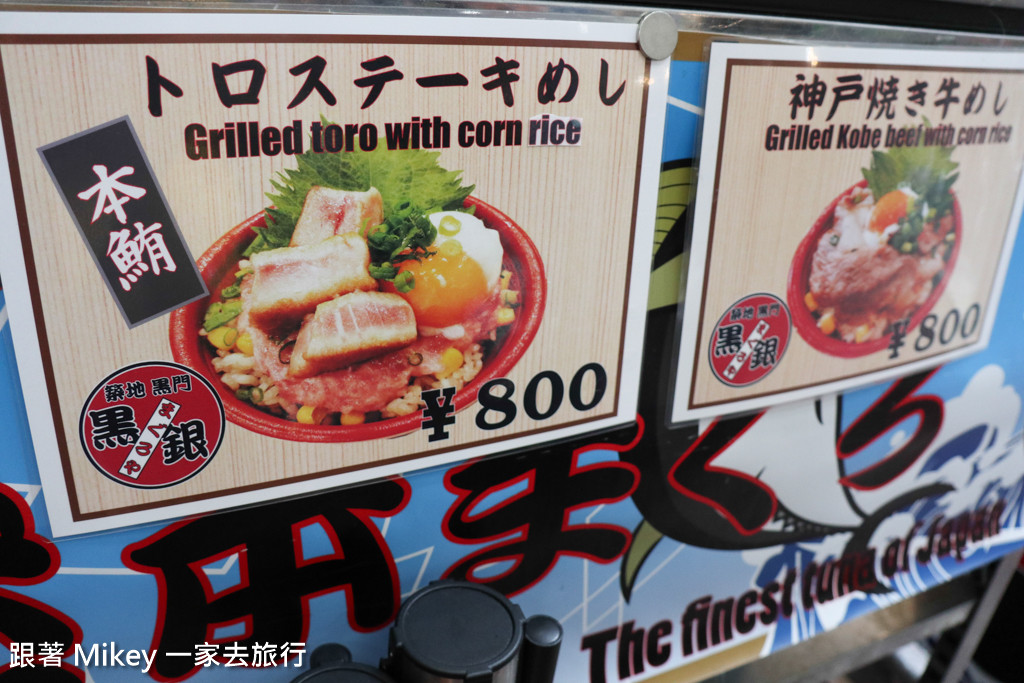 トロステーキめし
Grilled toro with corn rice
本鮪
築地 黒門
黒銀
まぐろや
¥800
神戸焼き牛めし
Grilled Kobe beef with corn rice
築地 黒門
黒銀
まぐろや
¥800
まぐろ
The finest tuna of Japan
跟著 Mikey 一家去旅行